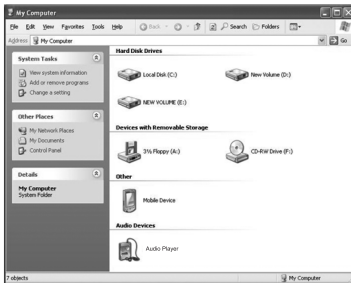 My Computer
File Edit View Favorites Tools Help Back Search Folders
Address My Computer Go
System Tasks
View system information
Add or remove programs
Change a setting
Other Places
My Network Places
My Documents
Control Panel
Details
My Computer
System Folder
Hard Disk Drives
Local Disk (C:) New Volume (D:)
NEW VOLUME (E:)
Devices with Removable Storage
3½ Floppy (A:) CD-RW Drive (F:)
Other
Mobile Device
Audio Devices
Audio Player
7 objects My Computer